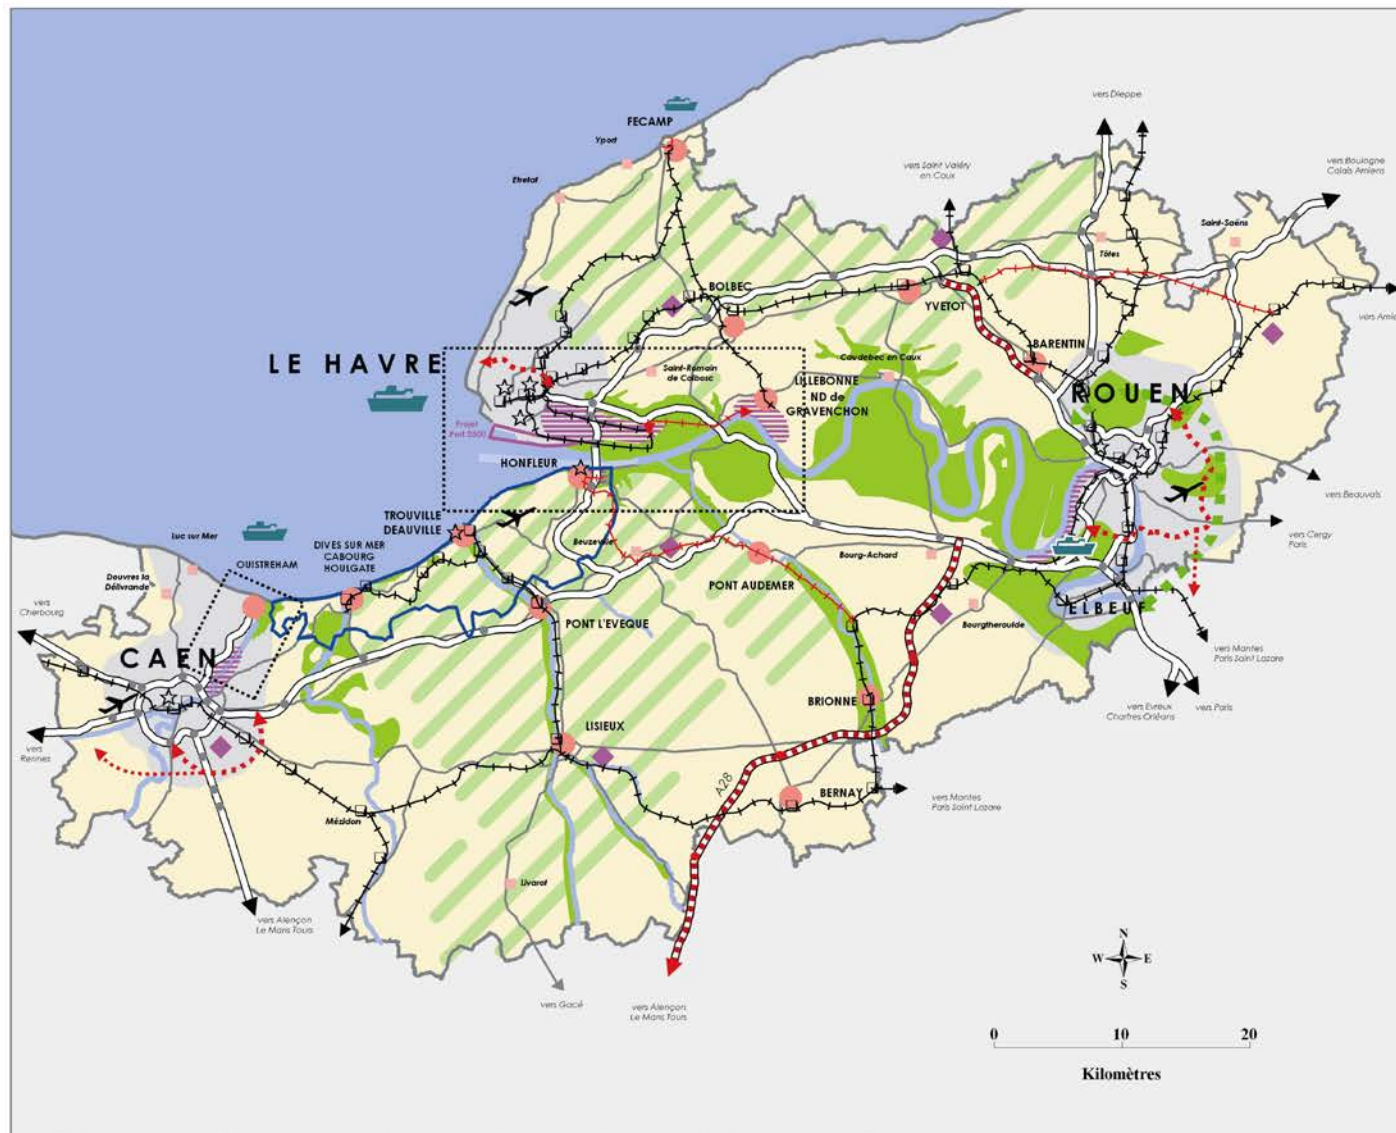 vers Dieppe
FECAMP
Yport
vers Saint Valéry
en Caux
vers Boulogne
Calais Amiens
Etretat
Saint-Saëns
Tôtes
BOLBEC
YVETOT
vers Amie
BARENTIN
LE HAVRE
Saint-Romain
de Colbosc
Caudebec en Caux
LILLEBONNE
ND de
GRAVENCHON
ROUEN
Projet
Port 2000
HONFLEUR
vers Beauvais
TROUVILLE
DEAUVILLE
Luc sur Mer
DIVES SUR MER
CABOURG
HOULGATE
Beuzeville
Bourg-Achard
vers Cergy
Paris
OUISTREHAM
Douvres la
Délivrande
PONT AUDEMER
vers
Cherbourg
PONT L'EVEQUE
Bourgtheroulde
ELBEUF
CAEN
vers Mantes
Paris Saint Lazare
BRIONNE
vers Evreux
Chartres Orléans
vers Paris
LISIEUX
vers
Rennes
A28
BERNAY
vers Mantes
Paris Saint Lazare
Mézidon
Livarot
vers Alençon
Le Mans Tours
vers Gacé
vers Alençon
Le Mans Tours
N
W E
S
0 10 20
Kilomètres